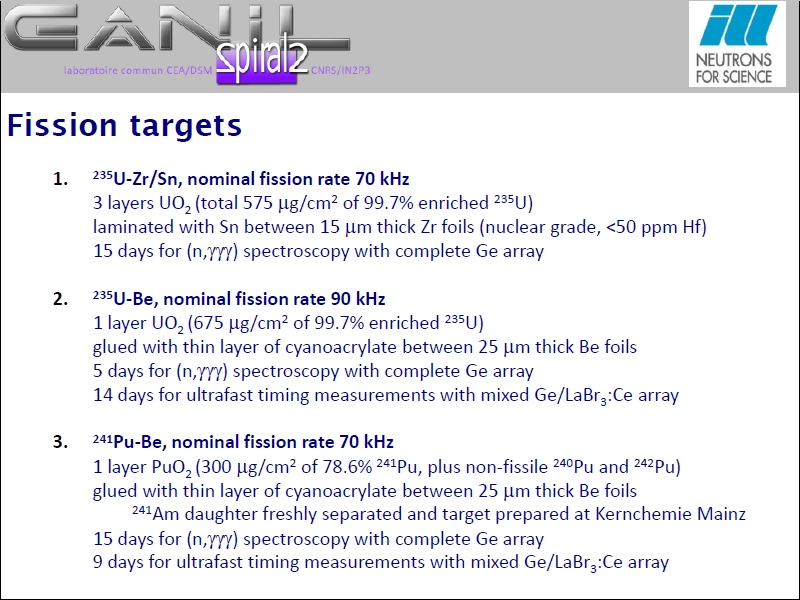 GANIL
spiral2
laboratoire commun CEA/DSM CNRS/IN2P3
ill
NEUTRONS
FOR SCIENCE
Fission targets
1. ²³⁵U-Zr/Sn, nominal fission rate 70 kHz
3 layers UO₂ (total 575 µg/cm² of 99.7% enriched ²³⁵U)
laminated with Sn between 15 µm thick Zr foils (nuclear grade, <50 ppm Hf)
15 days for (n,γγγ) spectroscopy with complete Ge array
2. ²³⁵U-Be, nominal fission rate 90 kHz
1 layer UO₂ (675 µg/cm² of 99.7% enriched ²³⁵U)
glued with thin layer of cyanoacrylate between 25 µm thick Be foils
5 days for (n,γγγ) spectroscopy with complete Ge array
14 days for ultrafast timing measurements with mixed Ge/LaBr₃:Ce array
3. ²⁴¹Pu-Be, nominal fission rate 70 kHz
1 layer PuO₂ (300 µg/cm² of 78.6% ²⁴¹Pu, plus non-fissile ²⁴⁰Pu and ²⁴²Pu)
glued with thin layer of cyanoacrylate between 25 µm thick Be foils
²⁴¹Am daughter freshly separated and target prepared at Kernchemie Mainz
15 days for (n,γγγ) spectroscopy with complete Ge array
9 days for ultrafast timing measurements with mixed Ge/LaBr₃:Ce array